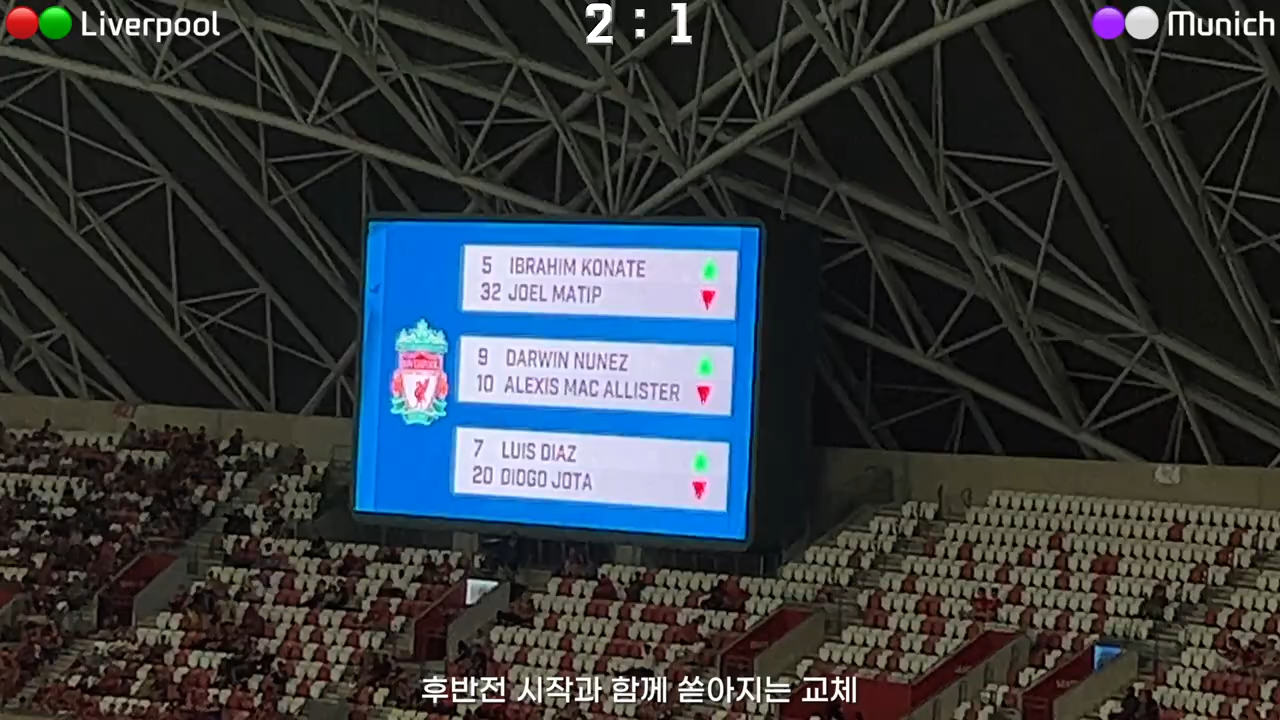 Liverpool
2 : 1
Munich
5 IBRAHIM KONATE
32 JOEL MATIP
9 DARWIN NUNEZ
10 ALEXIS MAC ALLISTER
7 LUIS DIAZ
20 DIOGO JOTA
후반전 시작과 함께 쏟아지는 교체